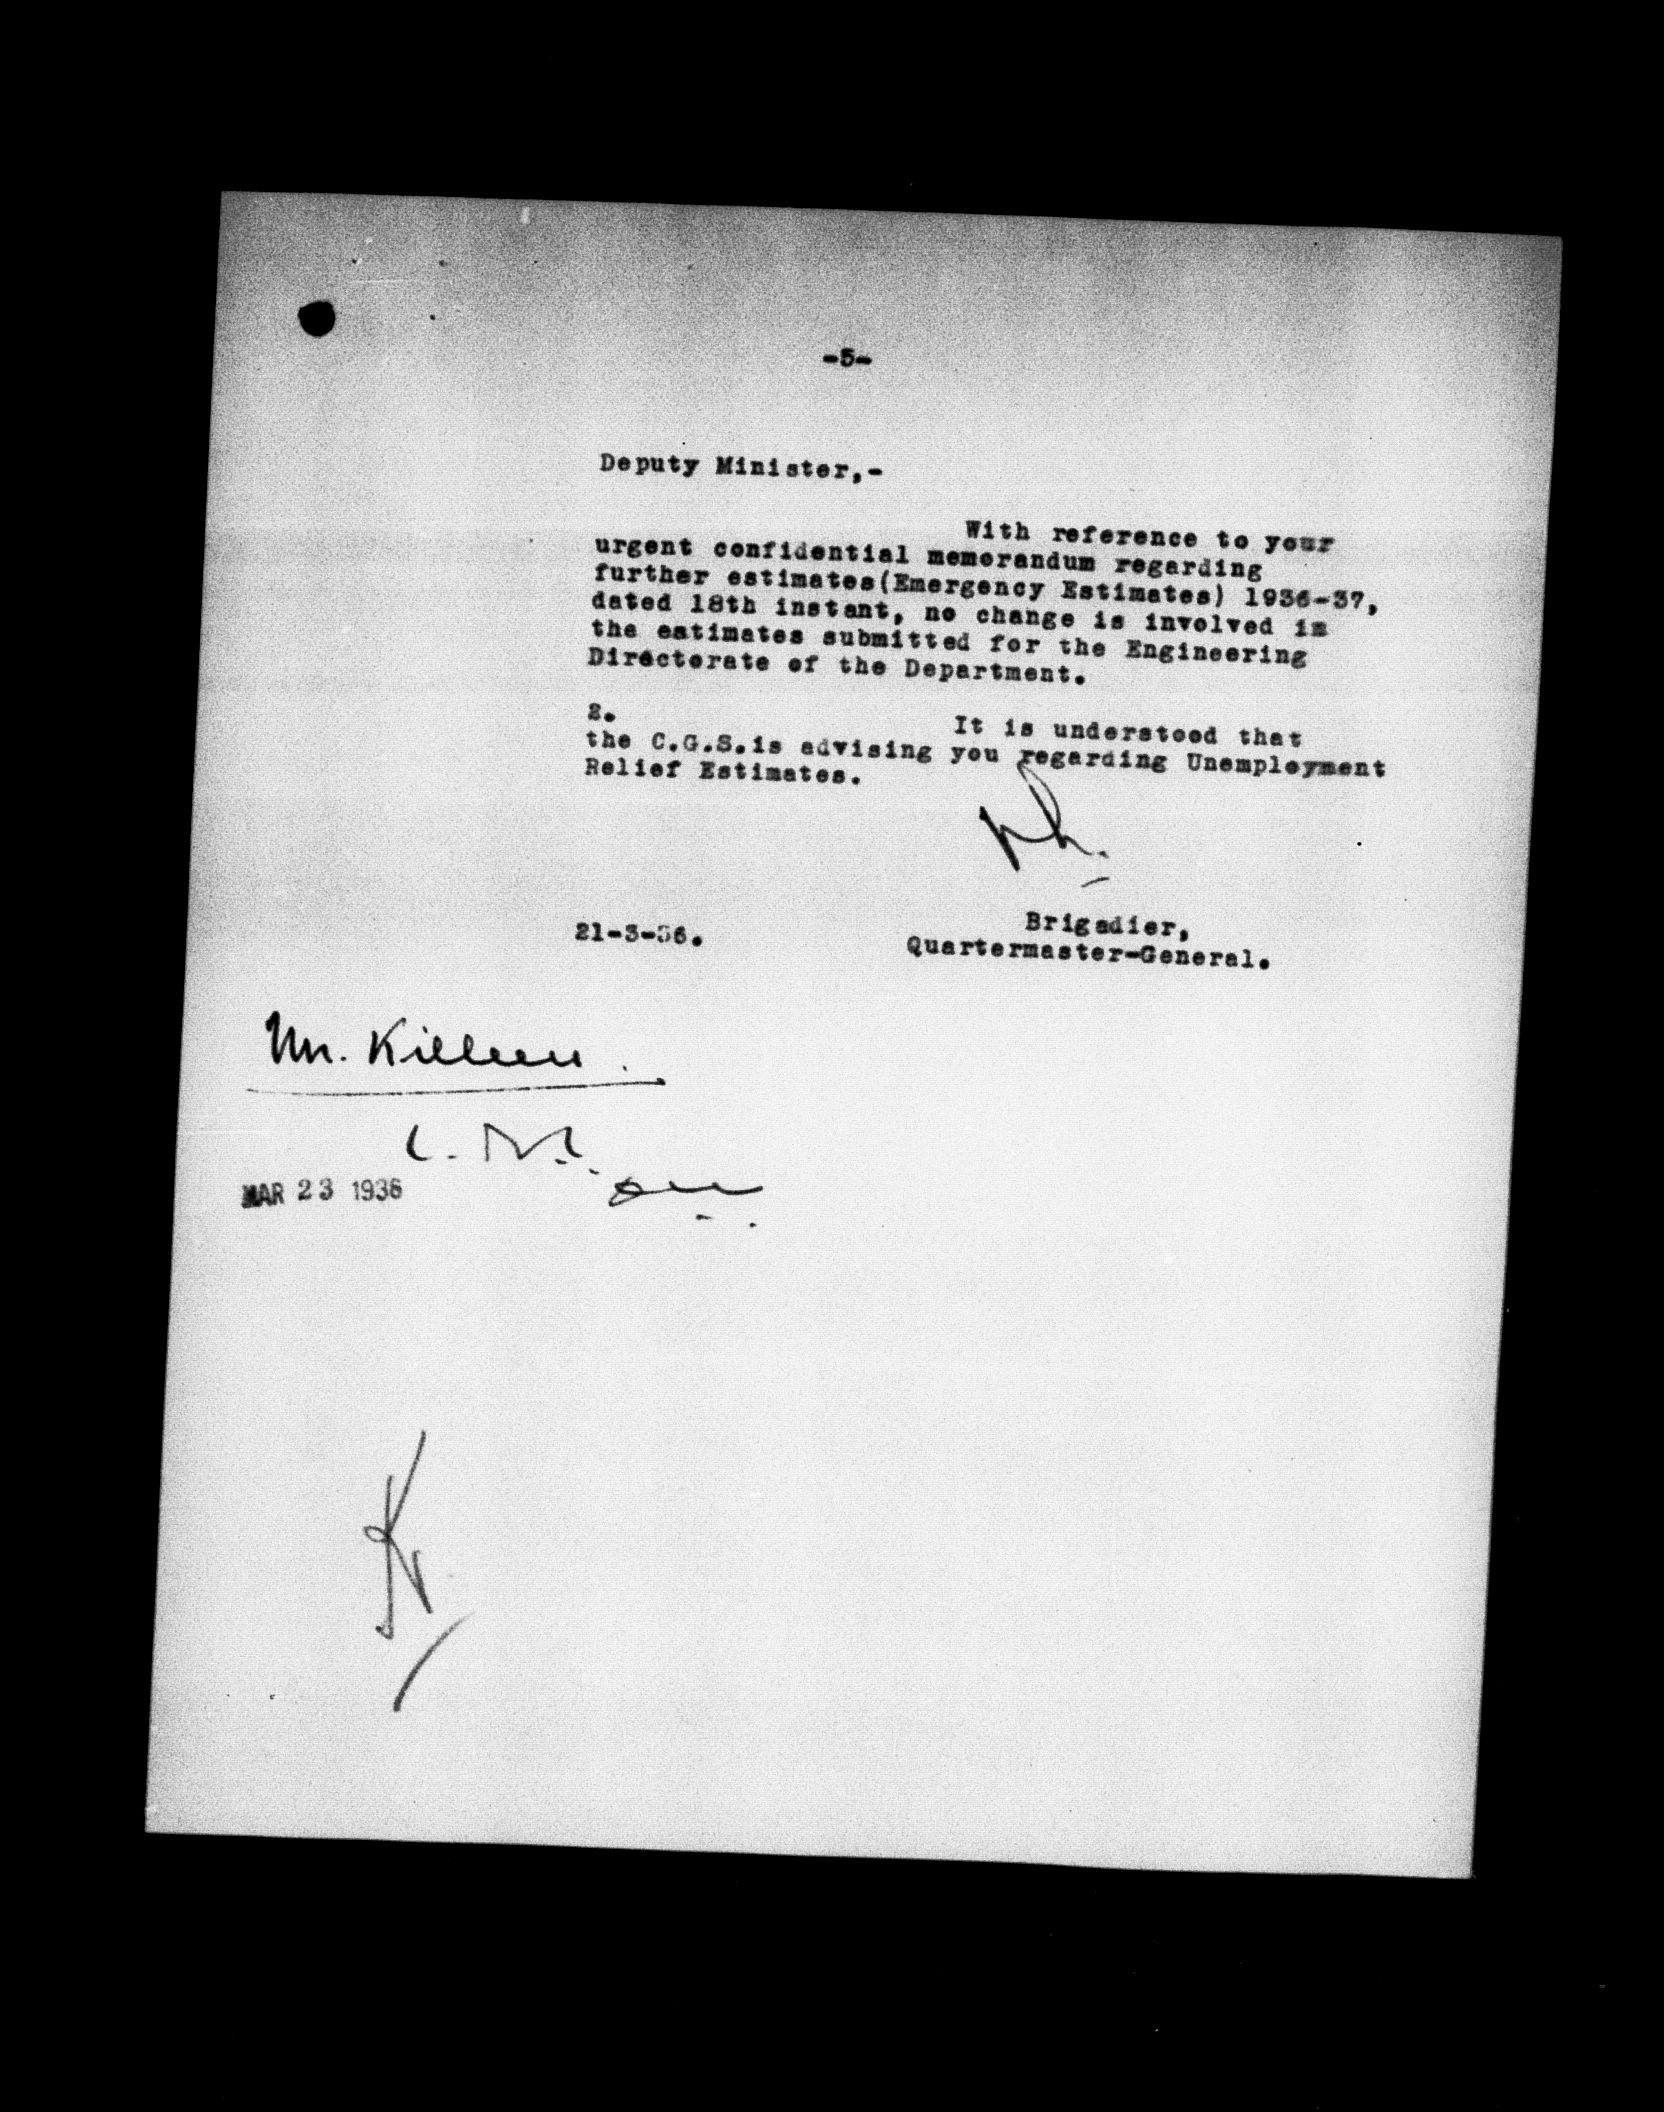 -5-
Deputy Minister,-
With reference to your
urgent confidential memorandum regarding
further estimates(Emergency Estimates) 1936-37,
dated 18th instant, no change is involved in
the estimates submitted for the Engineering
Directorate of the Department.
2. It is understood that
the C.G.S.is advising you regarding Unemployment
Relief Estimates.
21-3-36.
Brigadier,
Quartermaster-General.
Mr. Killeen.
MAR 23 1936
K